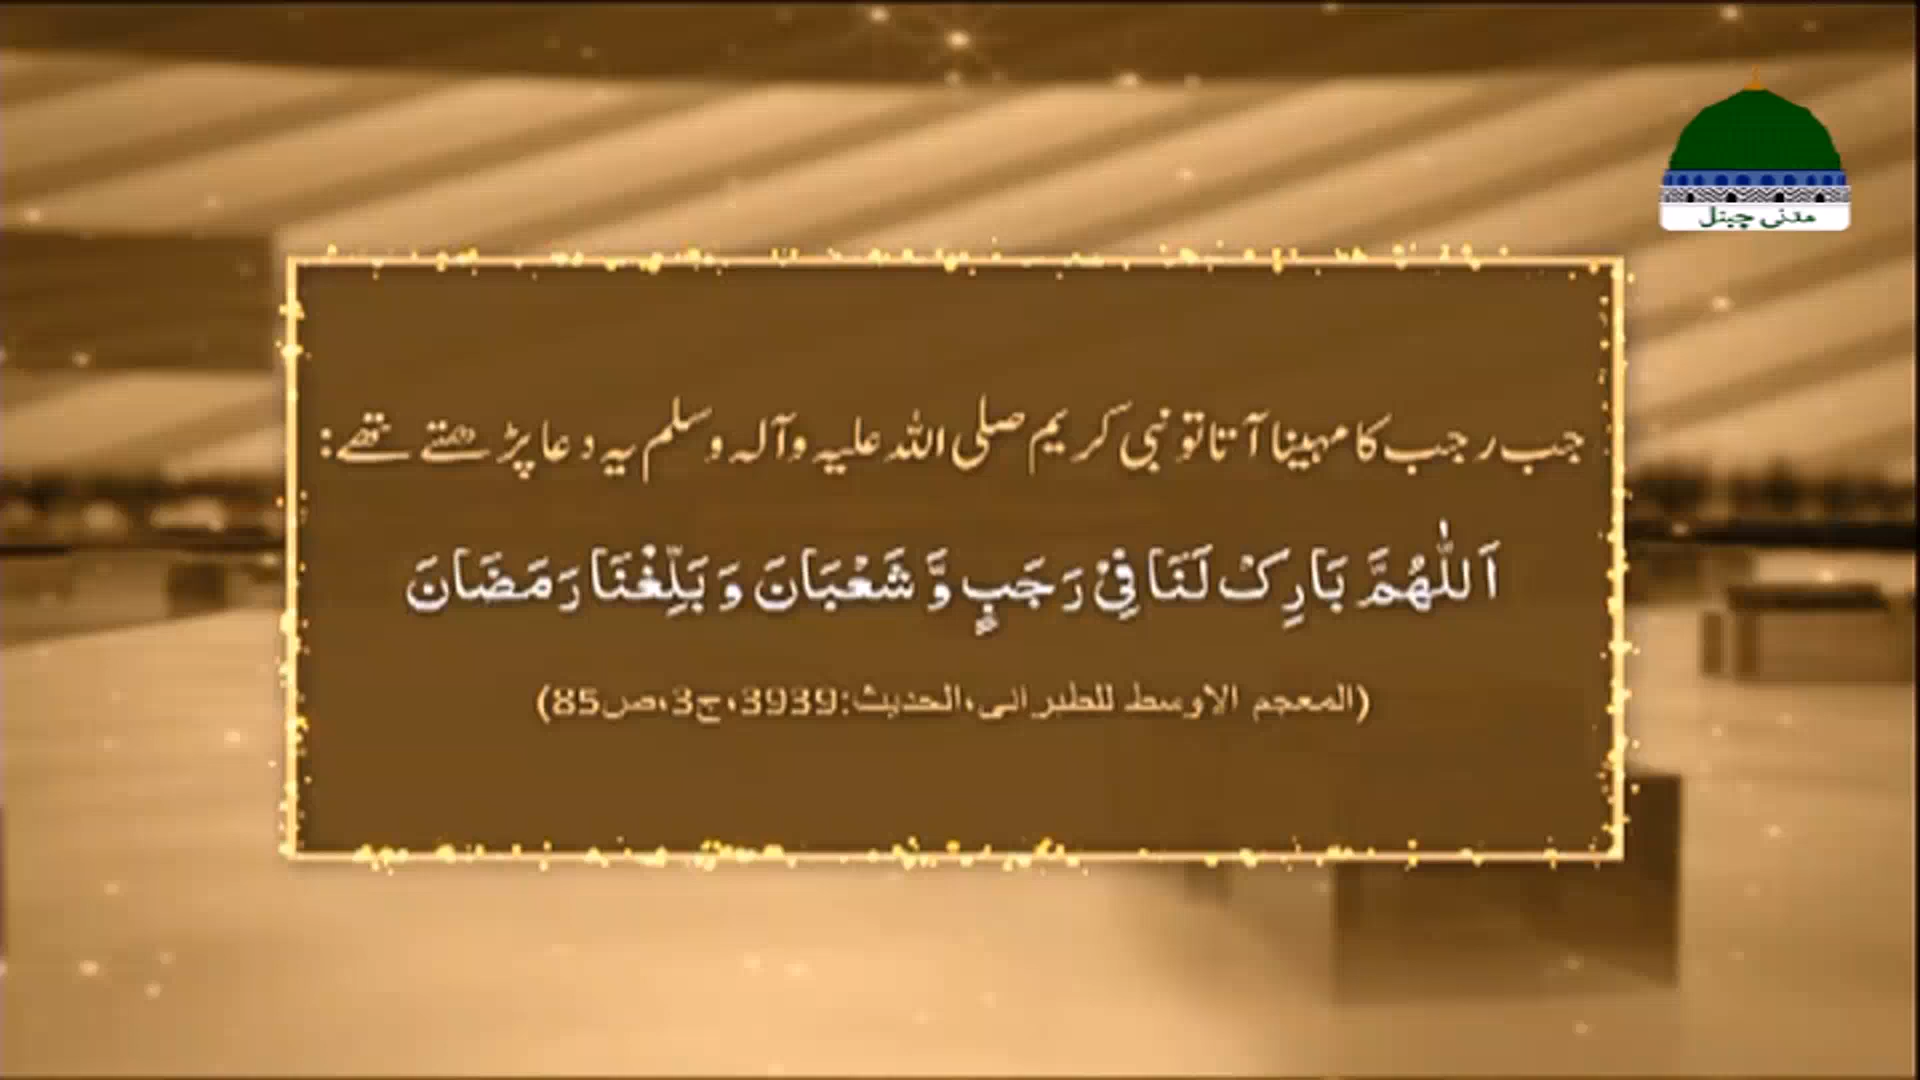 مدنی چینل
جب رجب کا مہینا آتا تو نبی کریم صلی اللہ علیہ وآلہ وسلم یہ دعا پڑھتے تھے:
اَللّٰهُمَّ بَارِكْ لَنَا فِیْ رَجَبٍ وَّ شَعْبَانَ وَ بَلِّغْنَا رَمَضَانَ
(المعجم الاوسط للطبرانی،الحدیث:3939،ج3،ص85)